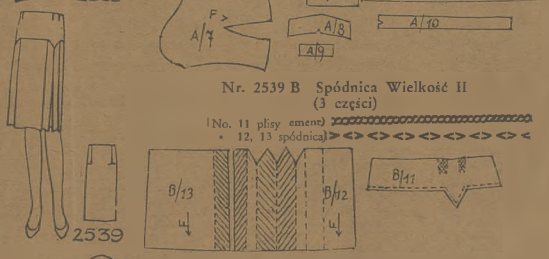 F >
A/7
A/8
A/10
A/9
Nr. 2539 B Spódnica Wielkość II
(3 części)
(No. 11 plisy ement)
" 12, 13 spódnica)
B/13
F
B/12
F
B/11
2539